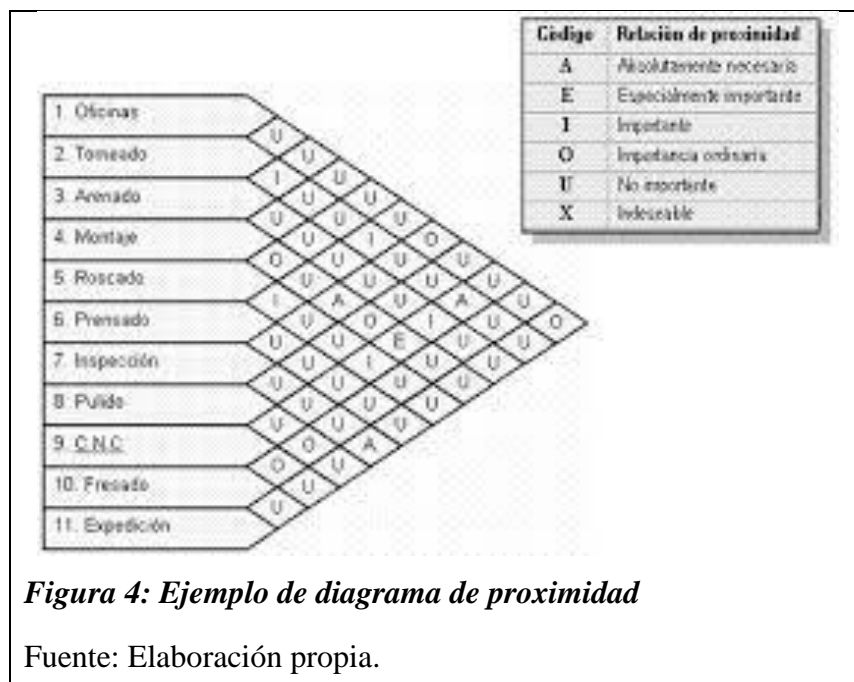 Código Relación de proximidad
A Absolutamente necesaria
E Especialmente importante
I Importante
O Importancia ordinaria
U No importante
X Indeseable
1. Oficinas
2. Torneado
3. Arenado
4. Montaje
5. Roscado
6. Prensado
7. Inspección
8. Pulido
9. C.N.C
10. Fresado
11. Expedición
U
U
I U
U U
U U U
U I O
O U U U
U U U U
I A U A U
U O I U O
U U E U U
U I U U
U U U U
U U U
U U U
O A
O U
U
U
Figura 4: Ejemplo de diagrama de proximidad
Fuente: Elaboración propia.